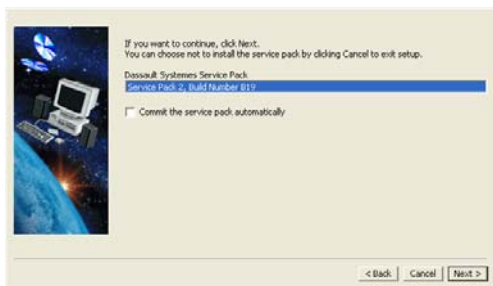 If you want to continue, click Next.
You can choose not to install the service pack by clicking Cancel to exit setup.
Dassault Systemes Service Pack
Service Pack 2, Build Number B19
Commit the service pack automatically
< Back Cancel Next >